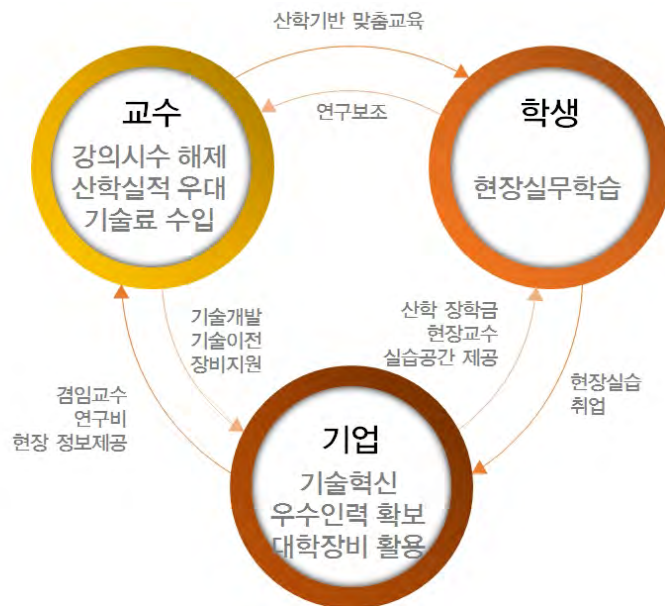 산학기반 맞춤교육
연구보조
교수
강의시수 해제
산학실적 우대
기술료 수입
학생
현장실무학습
기술개발
기술이전
장비지원
산학 장학금
현장교수
실습공간 제공
겸임교수
연구비
현장 정보제공
현장실습
취업
기업
기술혁신
우수인력 확보
대학장비 활용